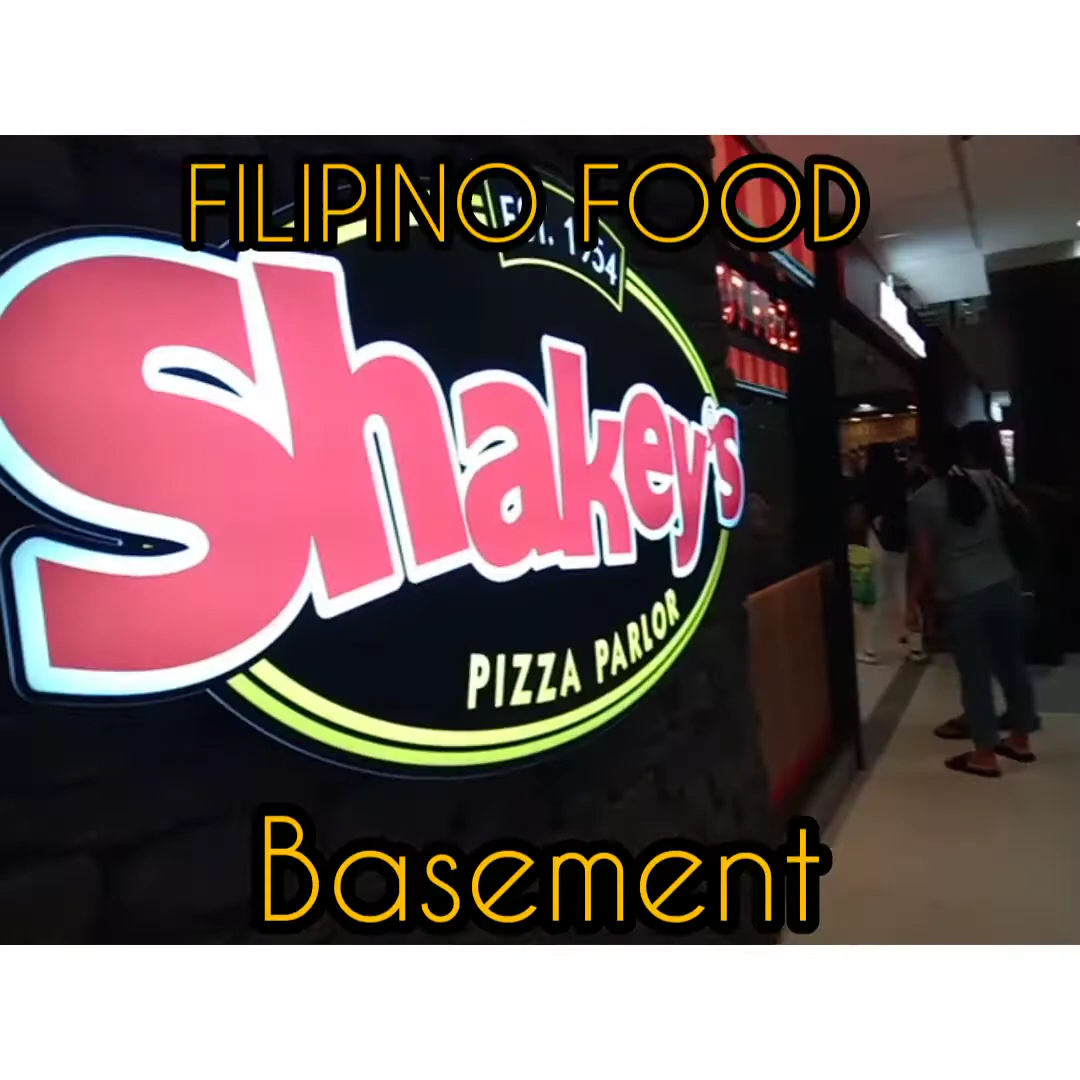 FILIPINO FOOD
EST. 1954
Shakey's
PIZZA PARLOR
Basement